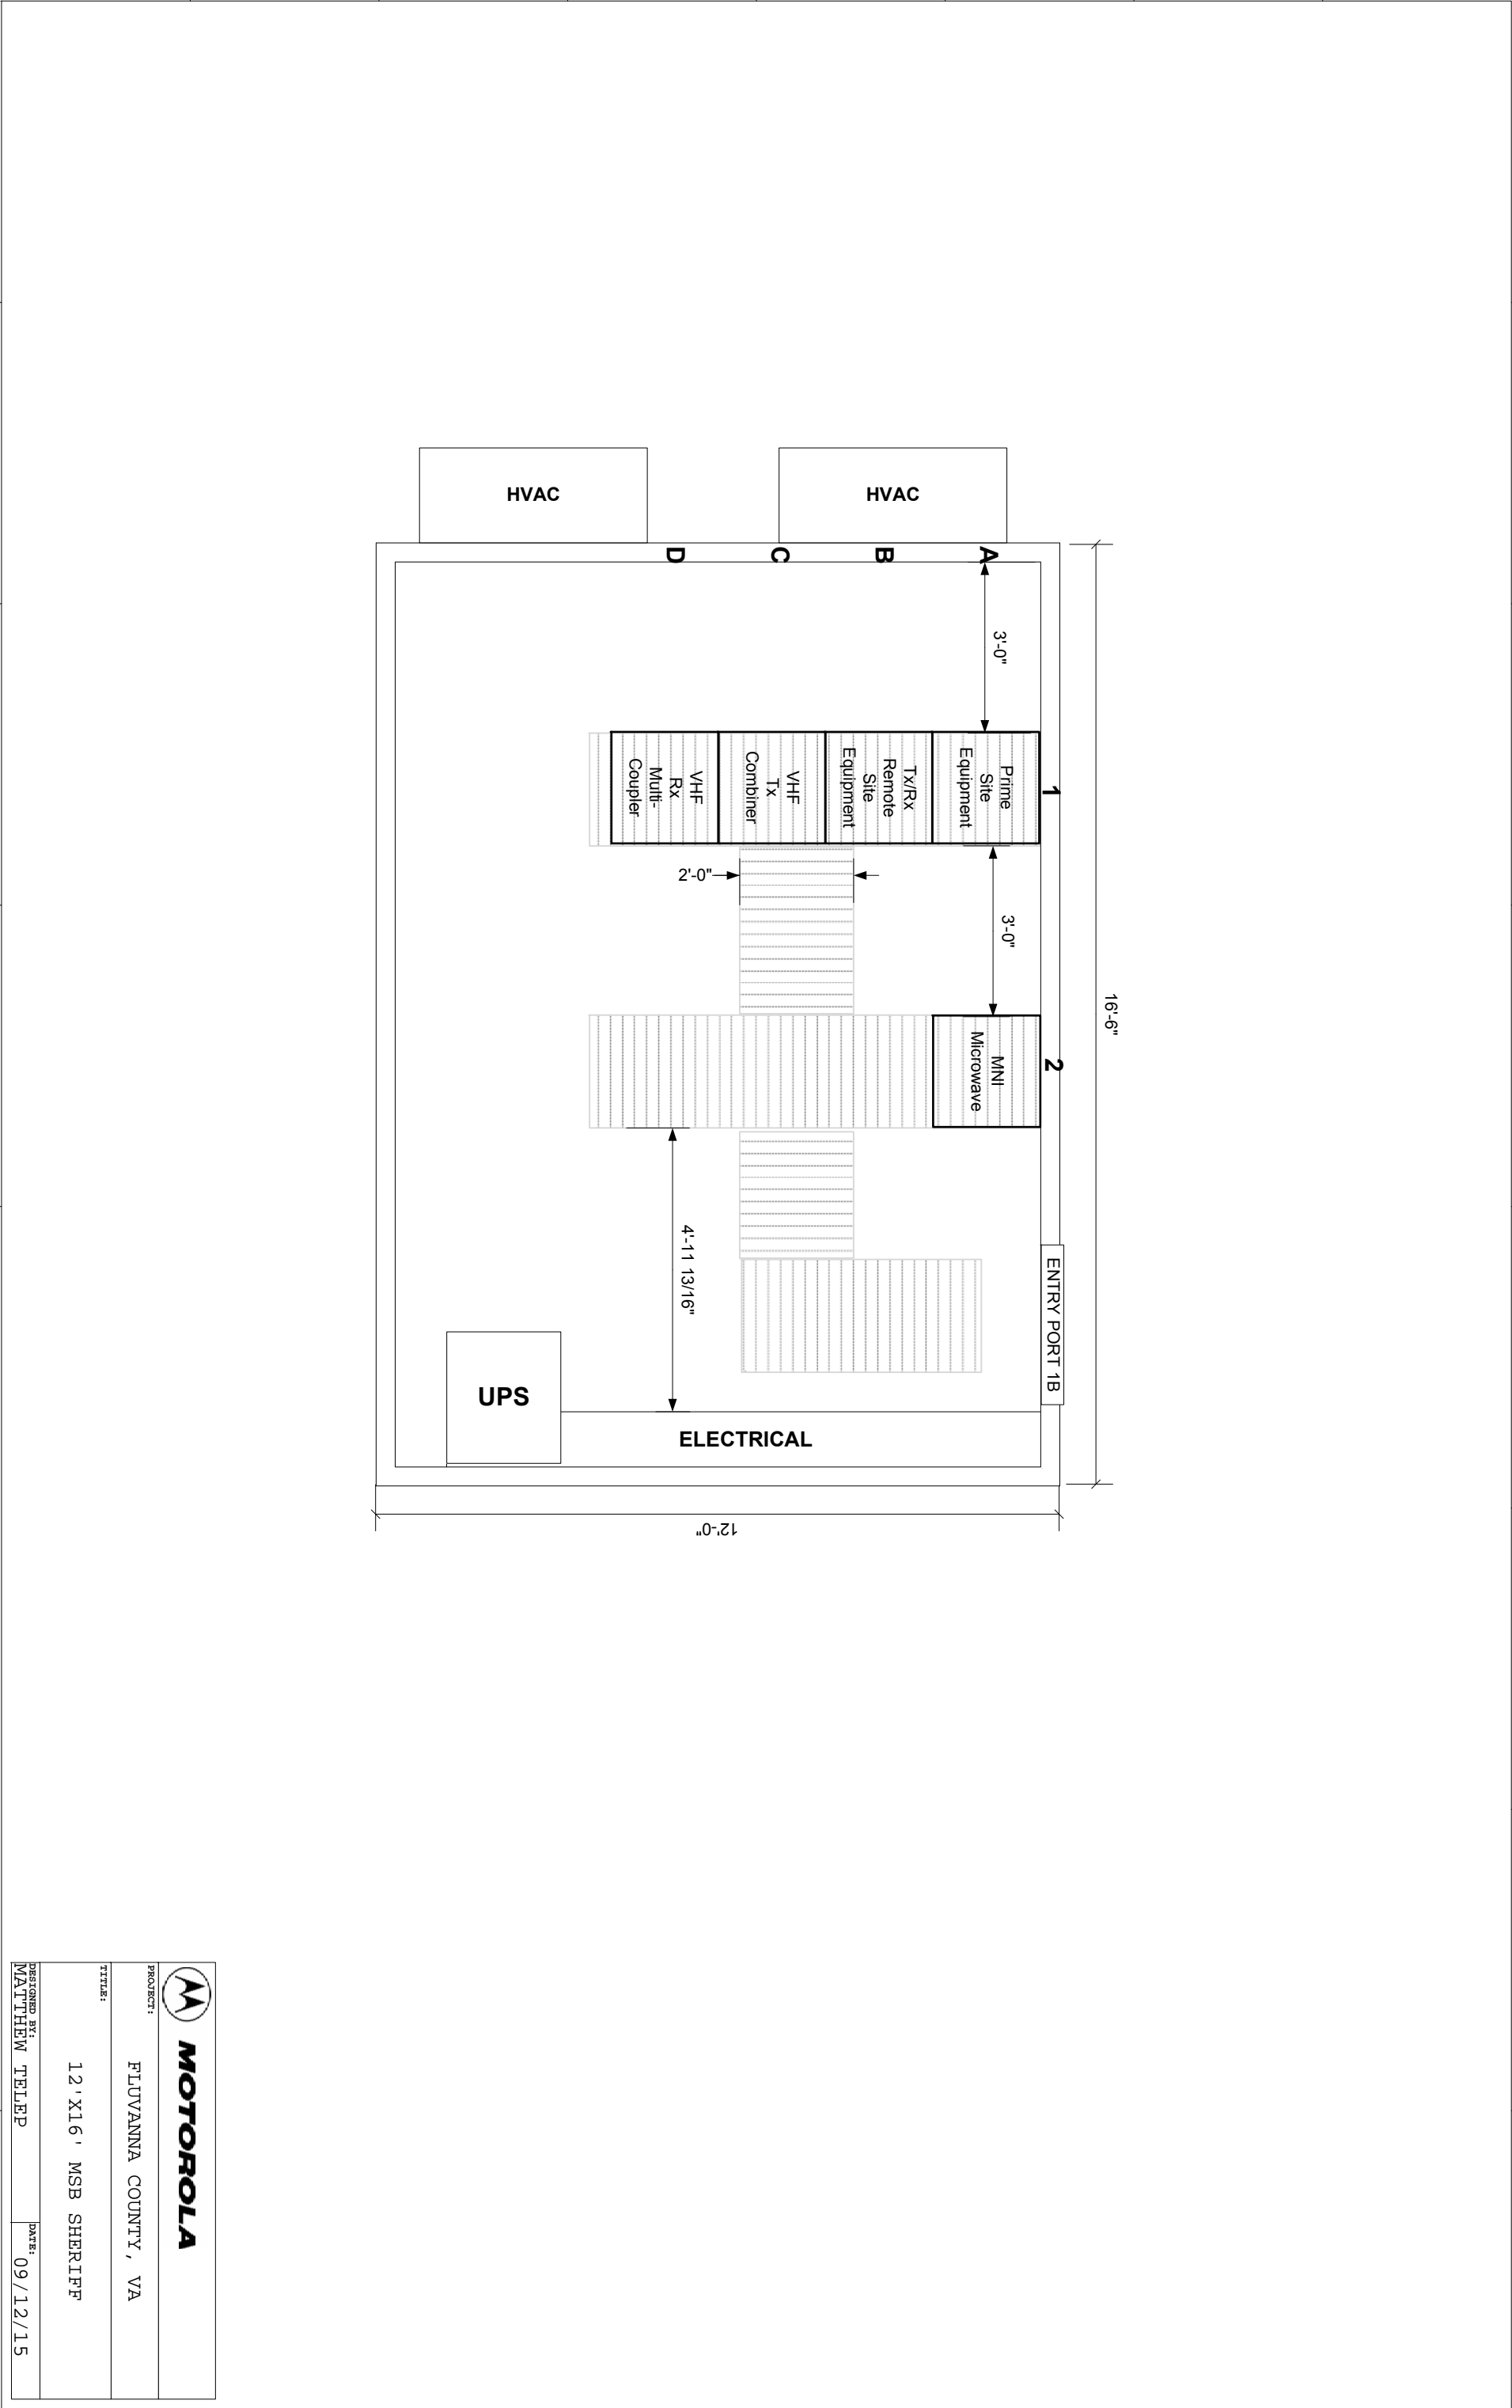 HVAC
HVAC
A
B
C
D
3'-0"
1
Prime
Site
Equipment
Tx/Rx
Remote
Site
Equipment
VHF
Tx
Combiner
VHF
Rx
Multi-
Coupler
2'-0"
3'-0"
16'-6"
2
MNI
Microwave
4'-11 13/16"
ENTRY PORT 1B
UPS
ELECTRICAL
12'-0"
MOTOROLA
PROJECT:
FLUVANNA COUNTY, VA
TITLE:
12'X16' MSB SHERIFF
DESIGNED BY:
MATTHEW TELEP
DATE:
09/12/15